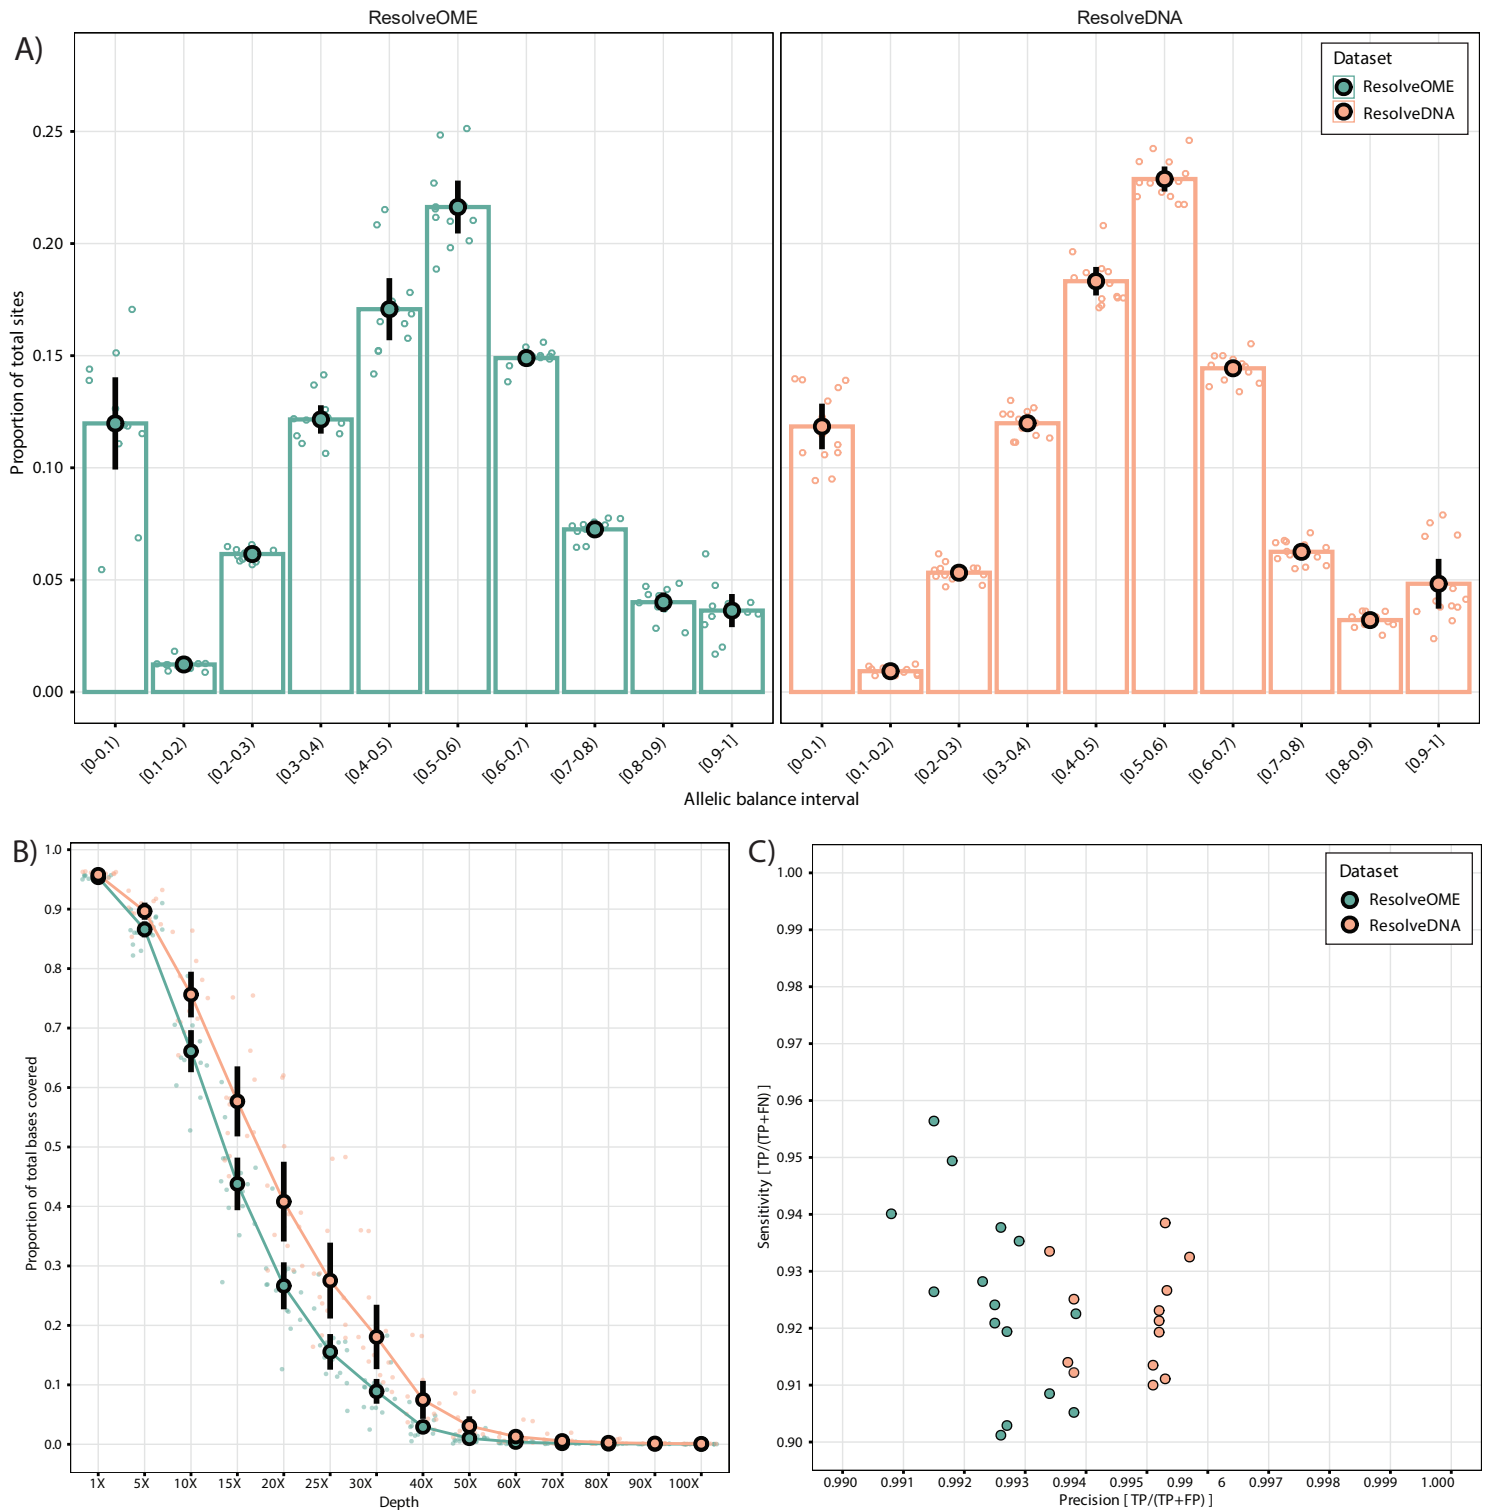 ResolveOME
ResolveDNA
A)
Dataset
ResolveOME
ResolveDNA
Proportion of total sites
0.25
0.20
0.15
0.10
0.05
0.00
[0-0.1) [0.1-0.2) [0.2-0.3) [0.3-0.4) [0.4-0.5) [0.5-0.6) [0.6-0.7) [0.7-0.8) [0.8-0.9) [0.9-1]
[0-0.1) [0.1-0.2) [0.2-0.3) [0.3-0.4) [0.4-0.5) [0.5-0.6) [0.6-0.7) [0.7-0.8) [0.8-0.9) [0.9-1]
Allelic balance interval
B)
Proportion of total bases covered
1.0
0.9
0.8
0.7
0.6
0.5
0.4
0.3
0.2
0.1
0.0
1X 5X 10X 15X 20X 25X 30X 40X 50X 60X 70X 80X 90X 100X
Depth
C)
Dataset
ResolveOME
ResolveDNA
Sensitivity [ TP/(TP+FN) ]
1.00
0.99
0.98
0.97
0.96
0.95
0.94
0.93
0.92
0.91
0.90
0.990 0.991 0.992 0.993 0.994 0.995 0.99 6 0.997 0.998 0.999 1.000
Precision [ TP/(TP+FP) ]